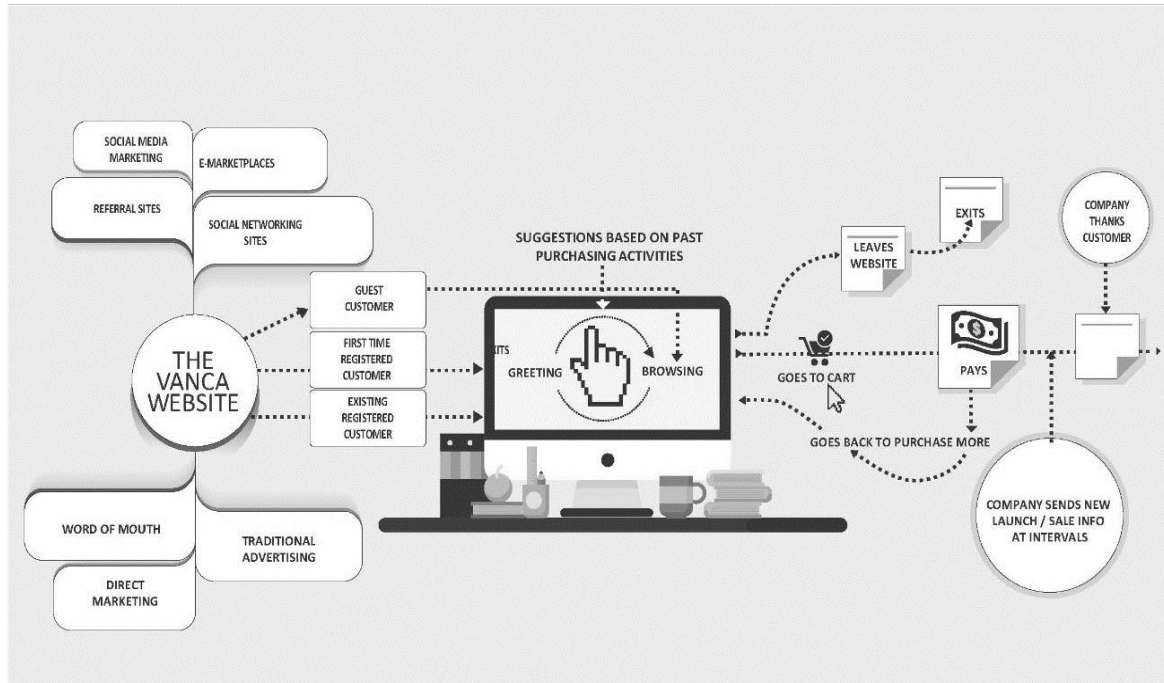 SOCIAL MEDIA
MARKETING
E-MARKETPLACES
REFERRAL SITES
SOCIAL NETWORKING
SITES
THE
VANCA
WEBSITE
WORD OF MOUTH
TRADITIONAL
ADVERTISING
DIRECT
MARKETING
GUEST
CUSTOMER
FIRST TIME
REGISTERED
CUSTOMER
EXISTING
REGISTERED
CUSTOMER
SUGGESTIONS BASED ON PAST
PURCHASING ACTIVITIES
GREETING
BROWSING
LEAVES
WEBSITE
EXITS
GOES TO CART
$
PAYS
GOES BACK TO PURCHASE MORE
COMPANY
THANKS
CUSTOMER
COMPANY SENDS NEW
LAUNCH / SALE INFO
AT INTERVALS